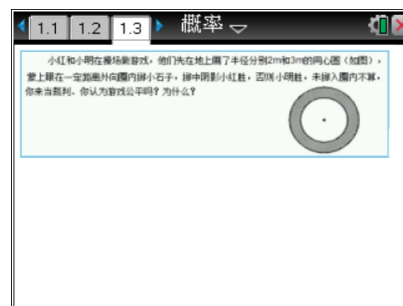 1.1 1.2 1.3 概率
小红和小明在操场做游戏，他们先在地上画了半径分别2m和3m的同心圆（如图），
蒙上眼在一定距离外向圈内掷小石子，掷中阴影小红胜，否则小明胜，未掷入圈内不算，
你来当裁判．你认为游戏公平吗？为什么？